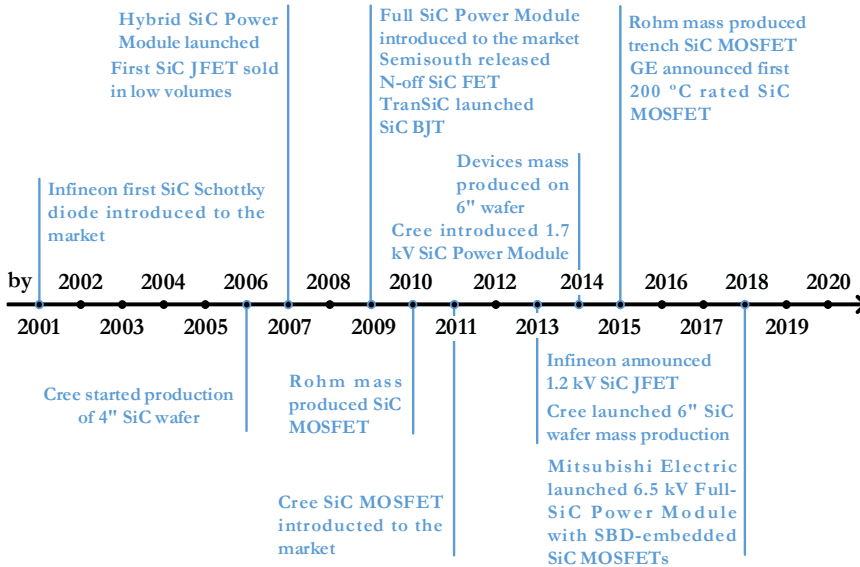 Hybrid SiC Power
Module launched
First SiC JFET sold
in low volumes
Full SiC Power Module
introduced to the market
Semisouth released
N-off SiC FET
TranSiC launched
SiC BJT
Rohm mass produced
trench SiC MOSFET
GE announced first
200 °C rated SiC
MOSFET
Infineon first SiC Schottky
diode introduced to the
market
Devices mass
produced on
6" wafer
Cree introduced 1.7
kV SiC Power Module
by 2002 2004 2006 2008 2010 2012 2014 2016 2018 2020
2001 2003 2005 2007 2009 2011 2013 2015 2017 2019
Cree started production
of 4" SiC wafer
Rohm mass
produced SiC
MOSFET
Infineon announced
1.2 kV SiC JFET
Cree launched 6" SiC
wafer mass production
Cree SiC MOSFET
introducted to the
market
Mitsubishi Electric
launched 6.5 kV Full-
SiC Power Module
with SBD-embedded
SiC MOSFETs